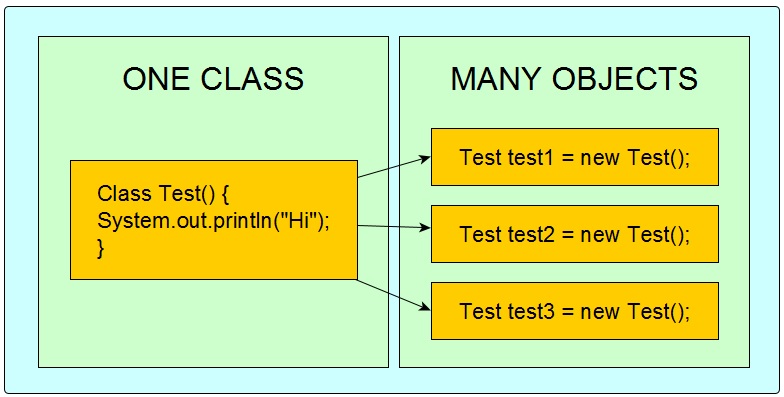 ONE CLASS
Class Test() {
System.out.println("Hi");
}
MANY OBJECTS
Test test1 = new Test();
Test test2 = new Test();
Test test3 = new Test();